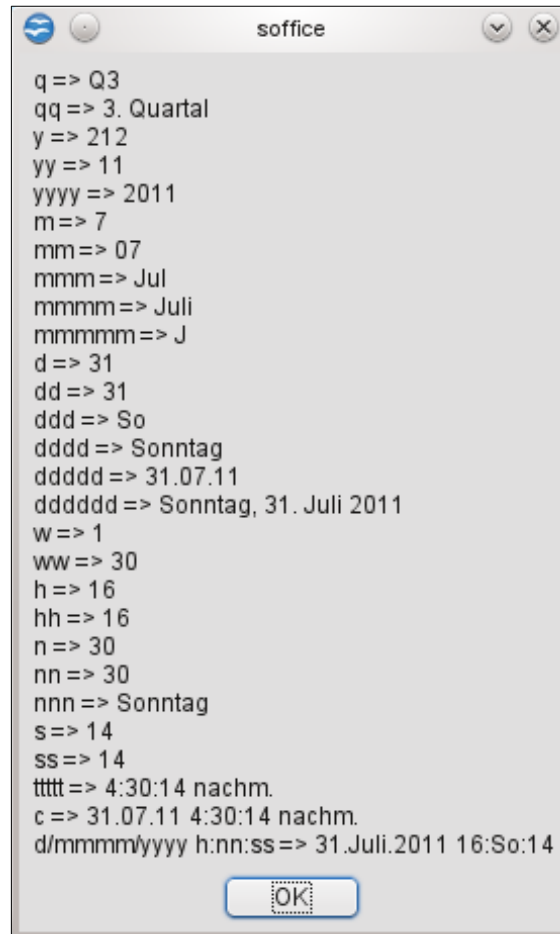 soffice
q => Q3
qq => 3. Quartal
y => 212
yy => 11
yyyy => 2011
m => 7
mm => 07
mmm => Jul
mmmm => Juli
mmmmm => J
d => 31
dd => 31
ddd => So
dddd => Sonntag
ddddd => 31.07.11
dddddd => Sonntag, 31. Juli 2011
w => 1
ww => 30
h => 16
hh => 16
n => 30
nn => 30
nnn => Sonntag
s => 14
ss => 14
ttttt => 4:30:14 nachm.
c => 31.07.11 4:30:14 nachm.
d/mmmm/yyyy h:nn:ss => 31.Juli.2011 16:So:14
OK